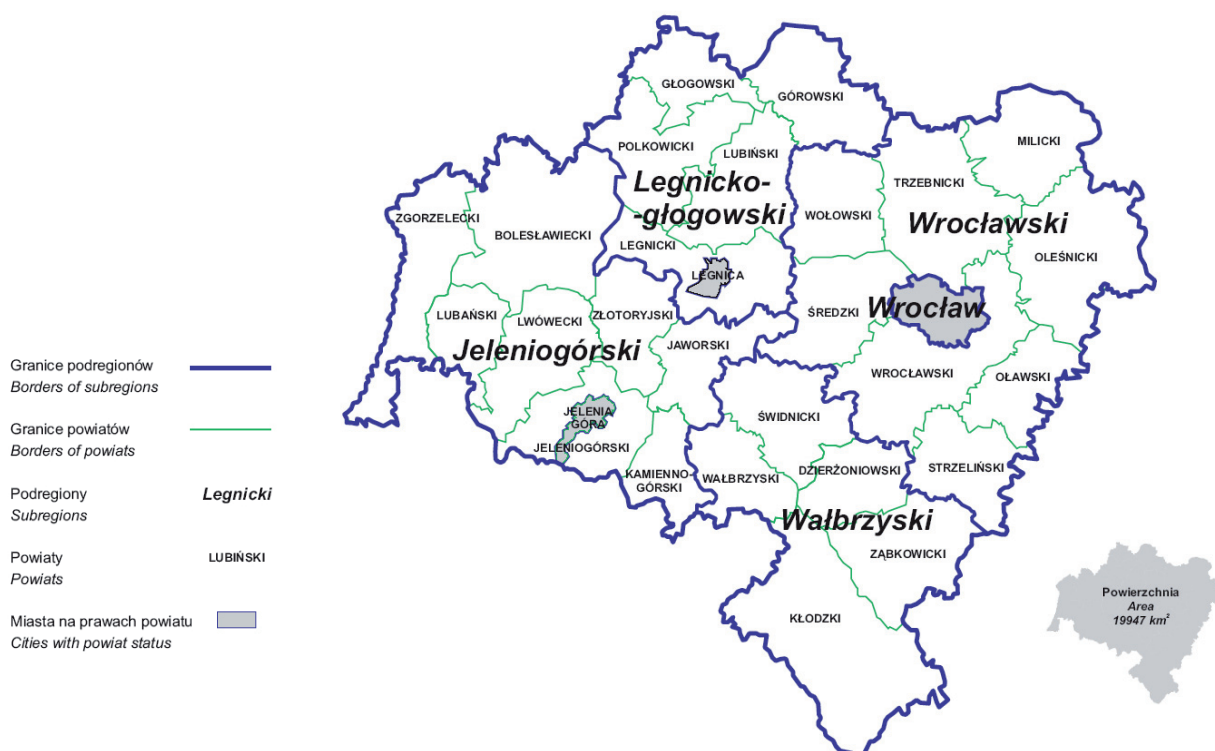 GŁOGOWSKI
GÓROWSKI
MILICKI
POLKOWICKI
LUBIŃSKI
TRZEBNICKI
Legnicko-
-głogowski
ZGORZELECKI
BOLESŁAWIECKI
WOŁOWSKI
Wrocławski
LEGNICKI
OLEŚNICKI
LEGNICA
LUBAŃSKI
LWÓWECKI
ZŁOTORYJSKI
ŚREDZKI
Wrocław
Jeleniogórski
JAWORSKI
WROCŁAWSKI
OŁAWSKI
JELENIA
GÓRA
JELENIOGÓRSKI
ŚWIDNICKI
KAMIENNO-
GÓRSKI
WAŁBRZYSKI
DZIERŻONIOWSKI
STRZELIŃSKI
Wałbrzyski
ZĄBKOWICKI
KŁODZKI
Granice podregionów
Borders of subregions
Granice powiatów
Borders of powiats
Podregiony
Subregions
Legnicki
Powiaty
Powiats
LUBIŃSKI
Miasta na prawach powiatu
Cities with powiat status
Powierzchnia
Area
19947 km²